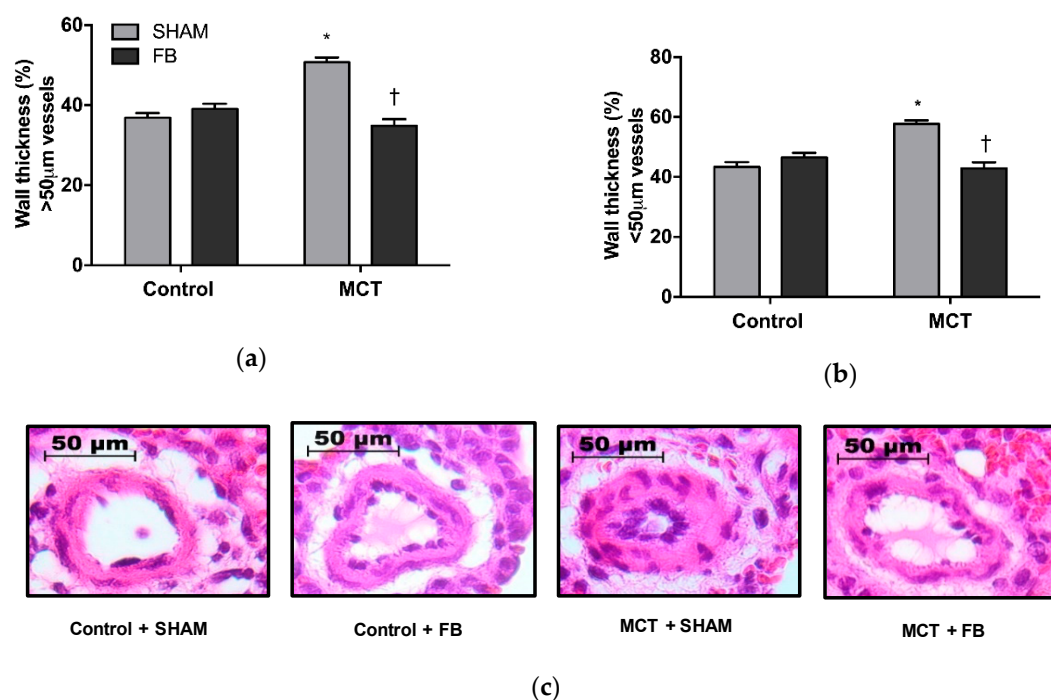 60
40
20
0
Wall thickness (%)
>50µm vessels
SHAM
FB
*
†
Control
MCT
(a)
80
60
40
20
0
Wall thickness (%)
<50µm vessels
*
†
Control
MCT
(b)
50 µm
50 µm
50 µm
50 µm
Control + SHAM
Control + FB
MCT + SHAM
MCT + FB
(c)